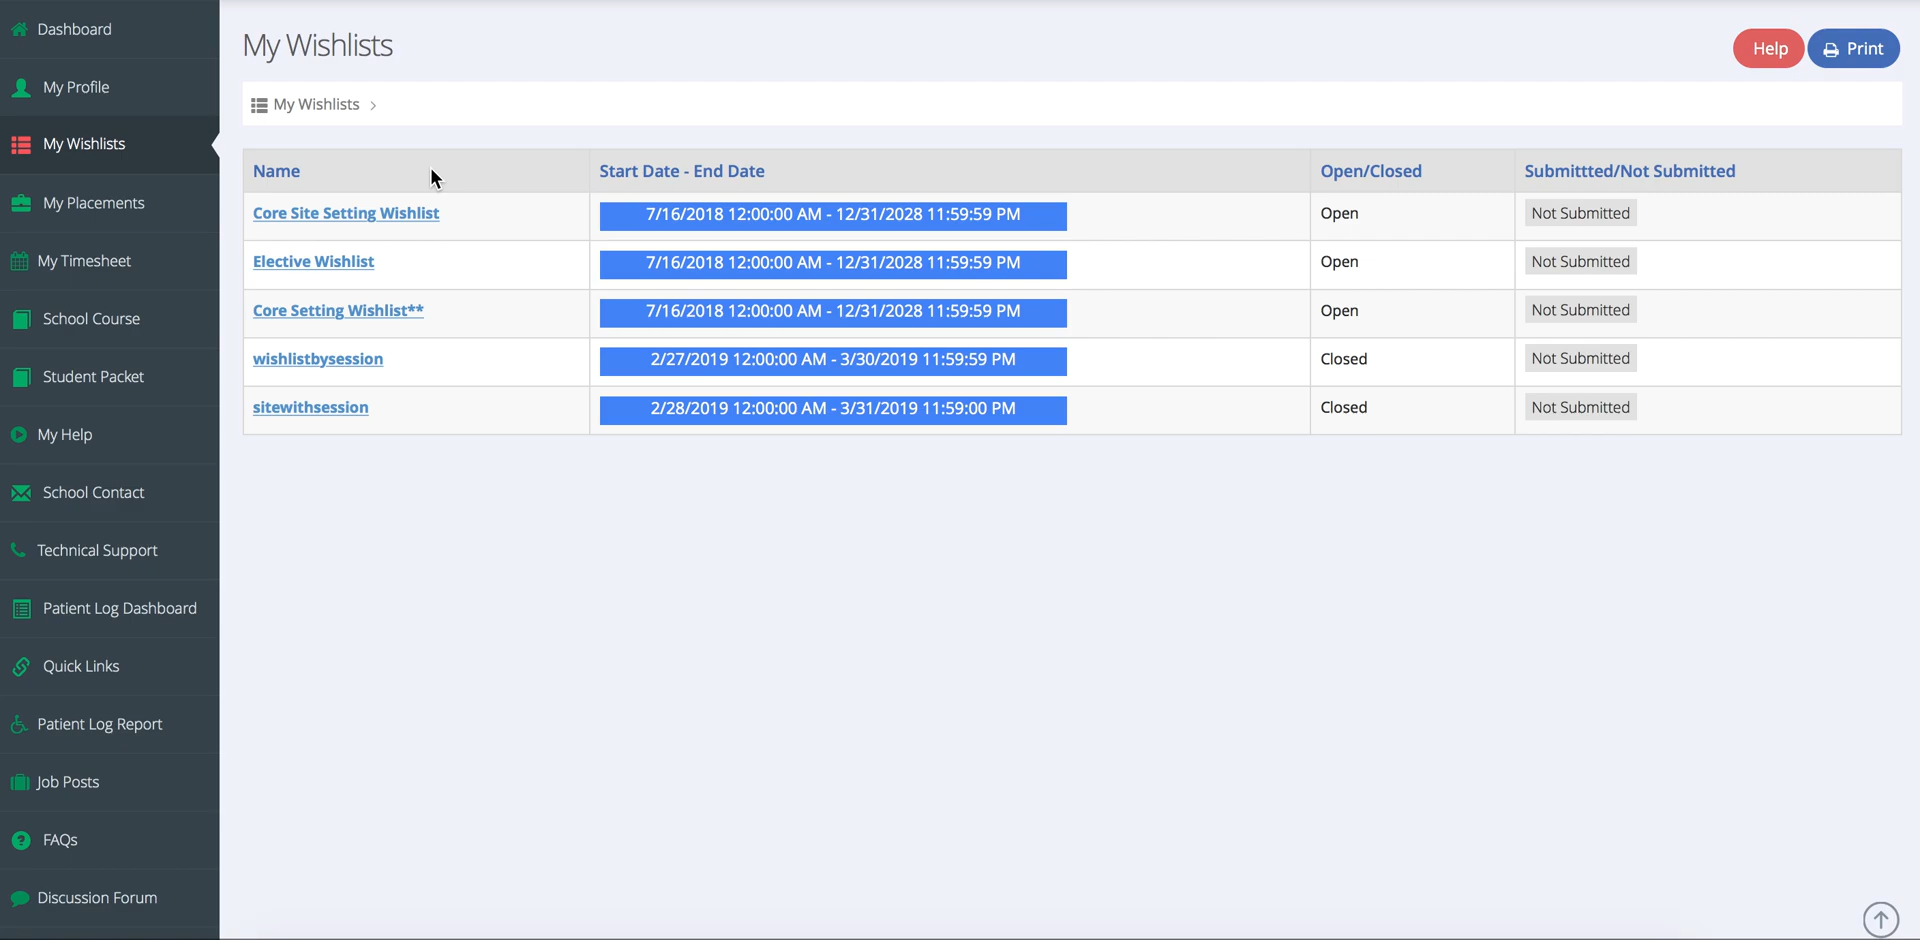 Dashboard
My Profile
My Wishlists
My Placements
My Timesheet
School Course
Student Packet
My Help
School Contact
Technical Support
Patient Log Dashboard
Quick Links
Patient Log Report
Job Posts
FAQs
Discussion Forum
My Wishlists
Help Print
My Wishlists >
Name Start Date - End Date Open/Closed Submittted/Not Submitted
Core Site Setting Wishlist 7/16/2018 12:00:00 AM - 12/31/2028 11:59:59 PM Open Not Submitted
Elective Wishlist 7/16/2018 12:00:00 AM - 12/31/2028 11:59:59 PM Open Not Submitted
Core Setting Wishlist** 7/16/2018 12:00:00 AM - 12/31/2028 11:59:59 PM Open Not Submitted
wishlistbysession 2/27/2019 12:00:00 AM - 3/30/2019 11:59:59 PM Closed Not Submitted
sitewithsession 2/28/2019 12:00:00 AM - 3/31/2019 11:59:00 PM Closed Not Submitted